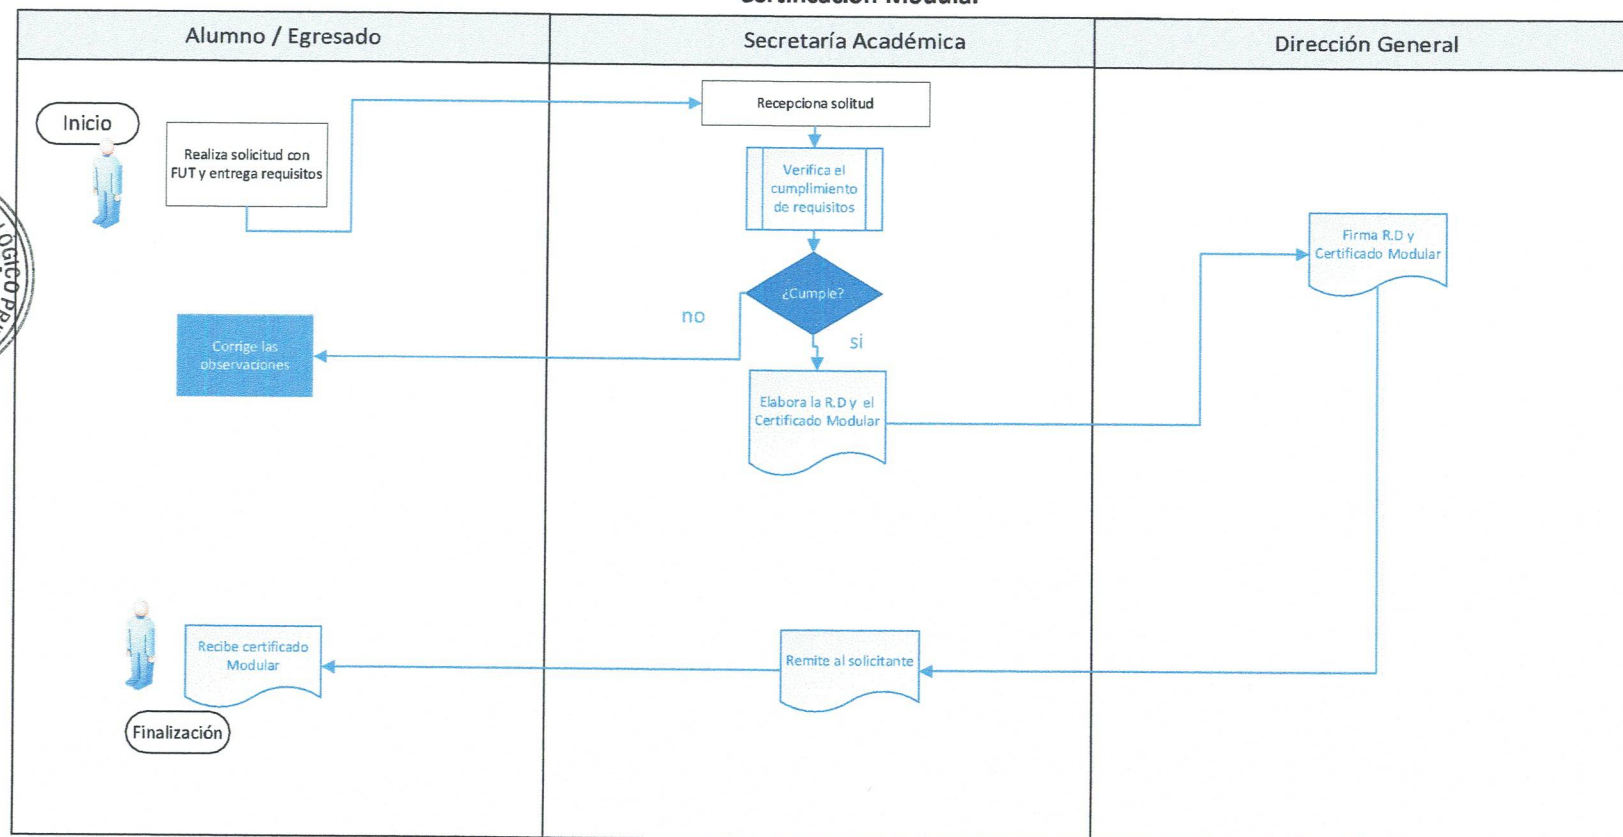 Certificación Modular
Alumno / Egresado
Secretaría Académica
Dirección General
Inicio
Realiza solicitud con
FUT y entrega requisitos
Recepciona solitud
Verifica el
cumplimiento
de requisitos
¿Cumple?
no
si
Corrige las
observaciones
Elabora la R.D y el
Certificado Modular
Firma R.D y
Certificado Modular
Remite al solicitante
Recibe certificado
Modular
Finalización